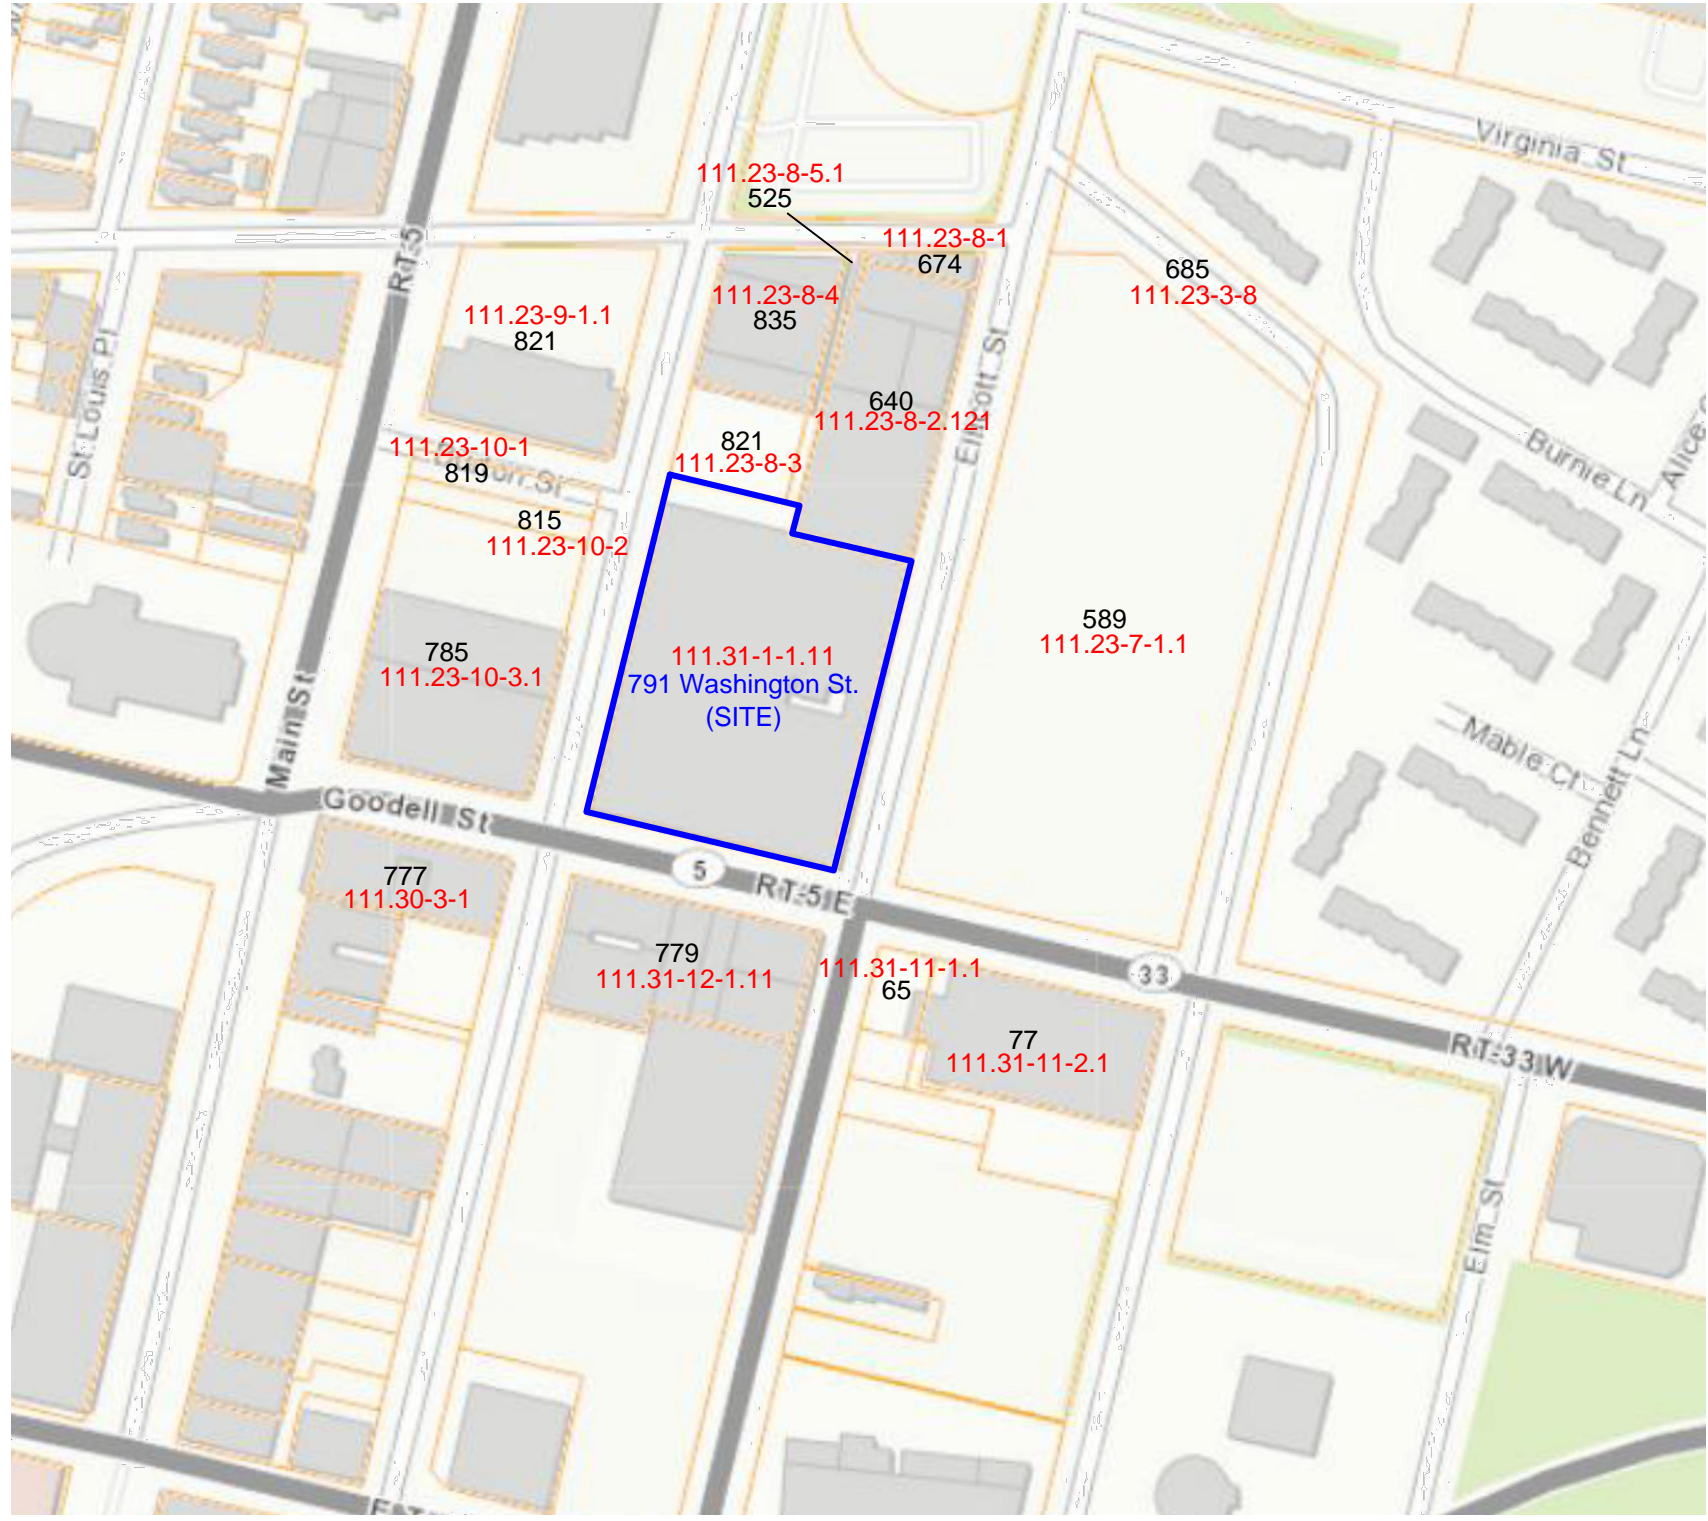 Virginia St
111.23-8-5.1
525
111.23-8-1
674
RT-5
685
111.23-3-8
111.23-8-4
835
111.23-9-1.1
821
St Louis Pl
Ellicott St
640
111.23-8-2.121
821
111.23-8-3
111.23-10-1
819
Burnie Ln
Alice
815
111.23-10-2
589
111.23-7-1.1
785
111.23-10-3.1
111.31-1-1.11
791 Washington St.
(SITE)
Main St
Mable Ct
Bennett Ln
Goodell St
5
RT-5 E
777
111.30-3-1
779
111.31-12-1.11
111.31-11-1.1
65
33
77
111.31-11-2.1
RT-33 W
Elm St